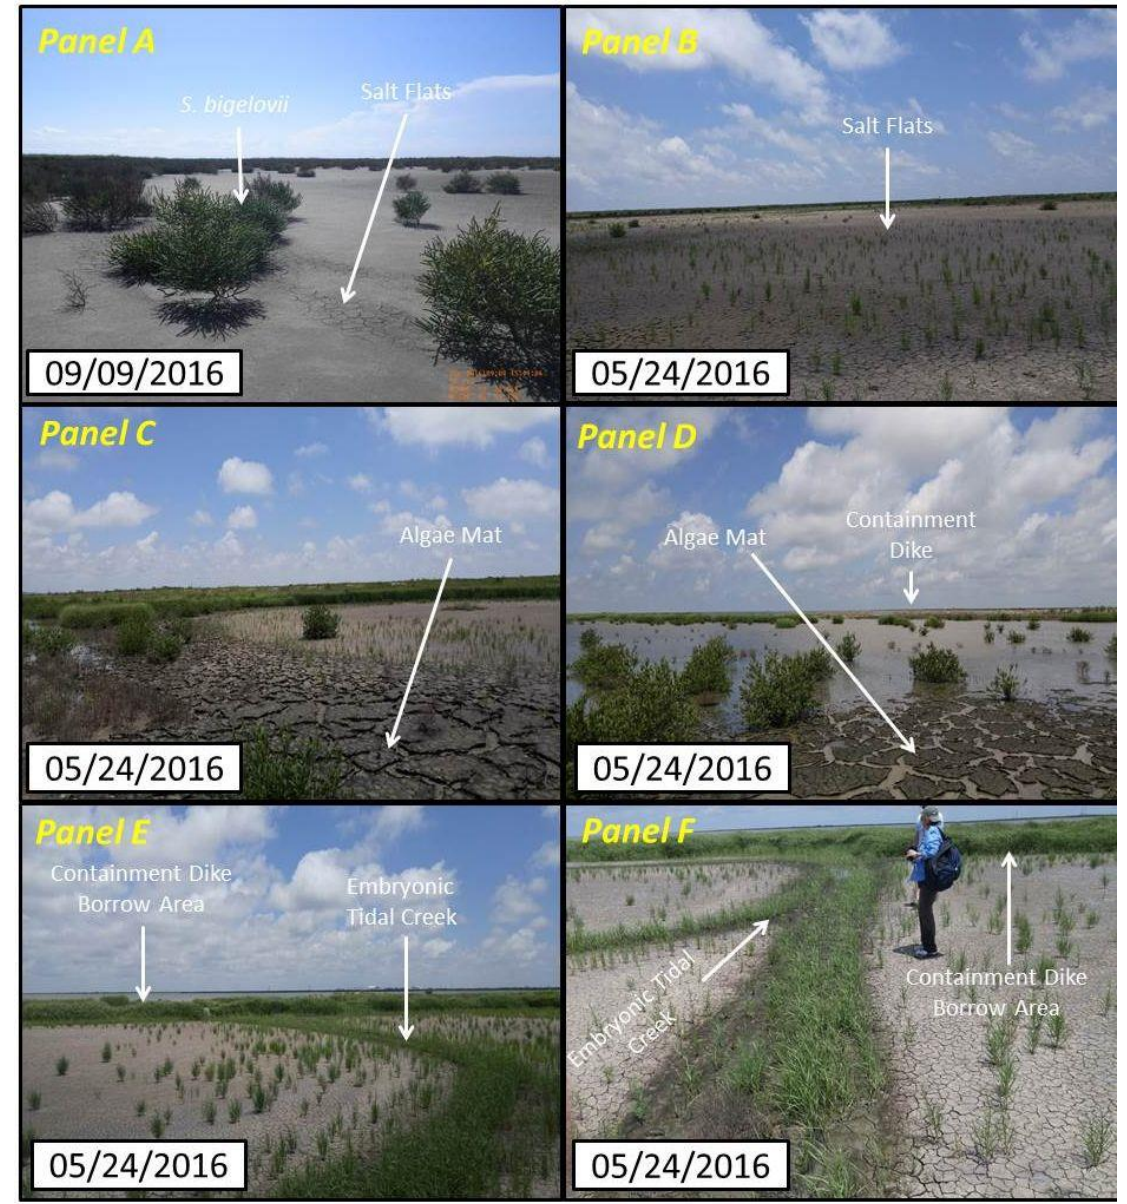 Panel A
S. bigelovii
Salt Flats
09/09/2016
Panel B
Salt Flats
05/24/2016
Panel C
Algae Mat
05/24/2016
Panel D
Algae Mat
Containment
Dike
05/24/2016
Panel E
Containment Dike
Borrow Area
Embryonic
Tidal Creek
05/24/2016
Panel F
Embryonic Tidal
Creek
Containment Dike
Borrow Area
05/24/2016